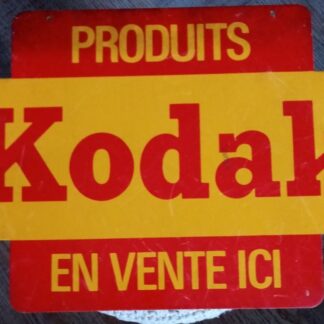 PRODUITS
Kodak
EN VENTE ICI